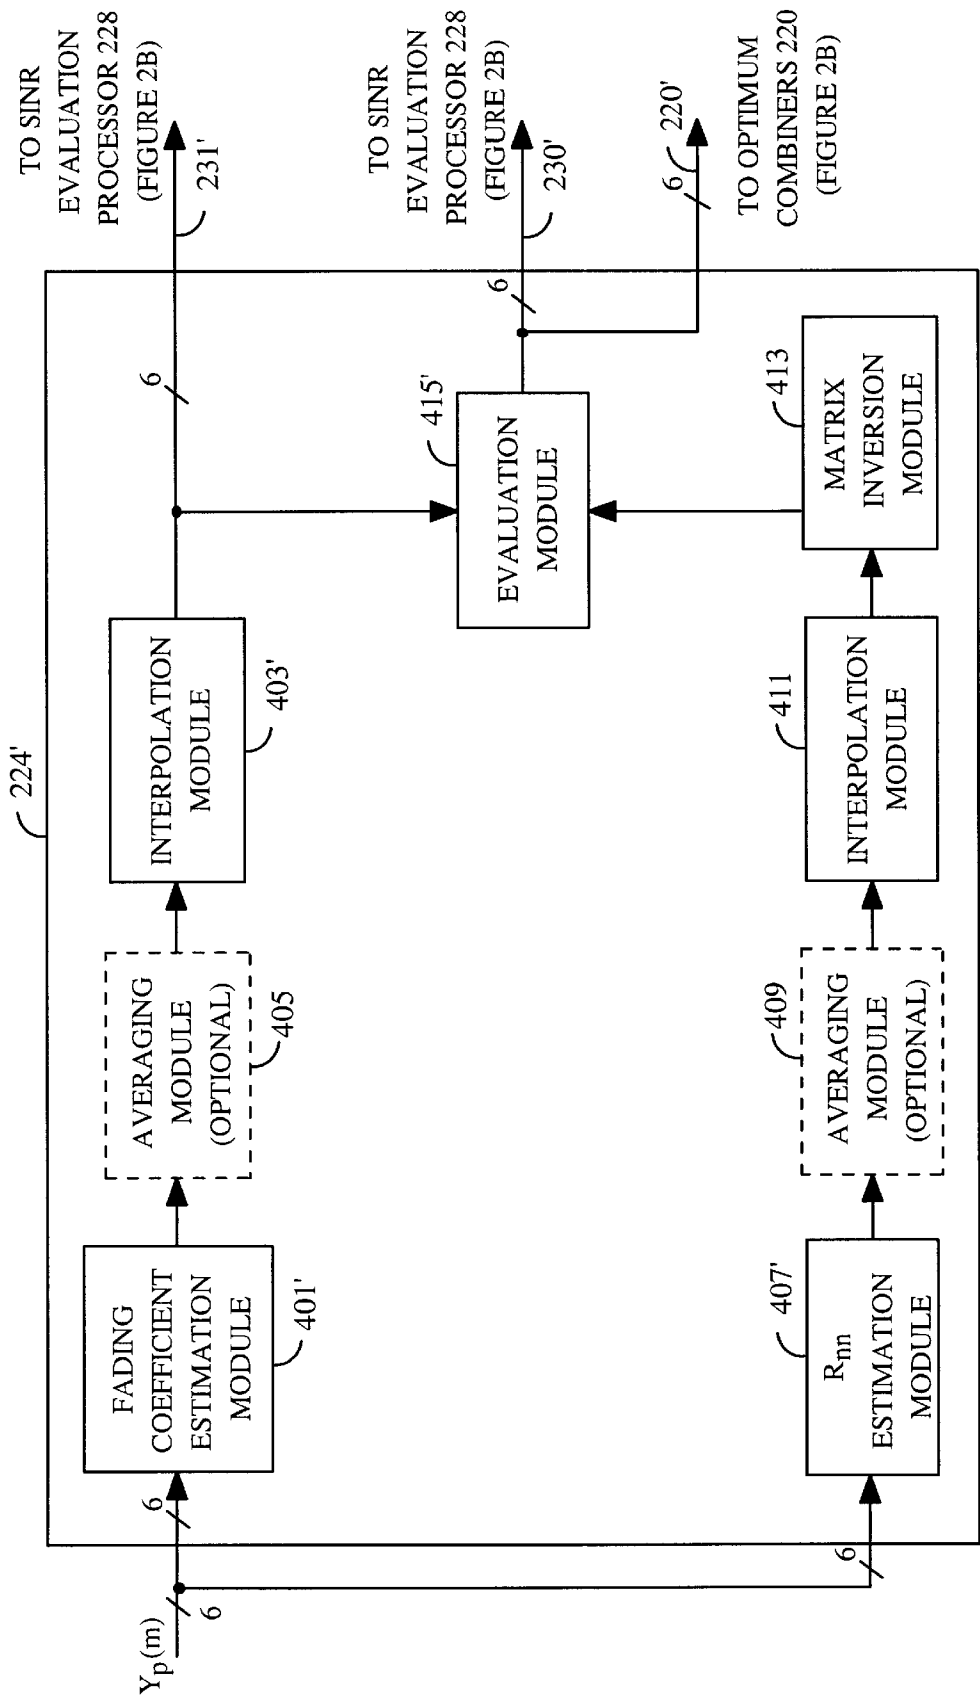 224'
Yp(m)
6
6
6
FADING
COEFFICIENT
ESTIMATION
MODULE
401'
AVERAGING
MODULE
(OPTIONAL)
405
INTERPOLATION
MODULE
403'
6
231'
TO SINR
EVALUATION
PROCESSOR 228
(FIGURE 2B)
EVALUATION
MODULE
415'
6
230'
TO SINR
EVALUATION
PROCESSOR 228
(FIGURE 2B)
6
220'
TO OPTIMUM
COMBINERS 220
(FIGURE 2B)
Rnn
ESTIMATION
MODULE
407'
AVERAGING
MODULE
(OPTIONAL)
409
INTERPOLATION
MODULE
411
MATRIX
INVERSION
MODULE
413